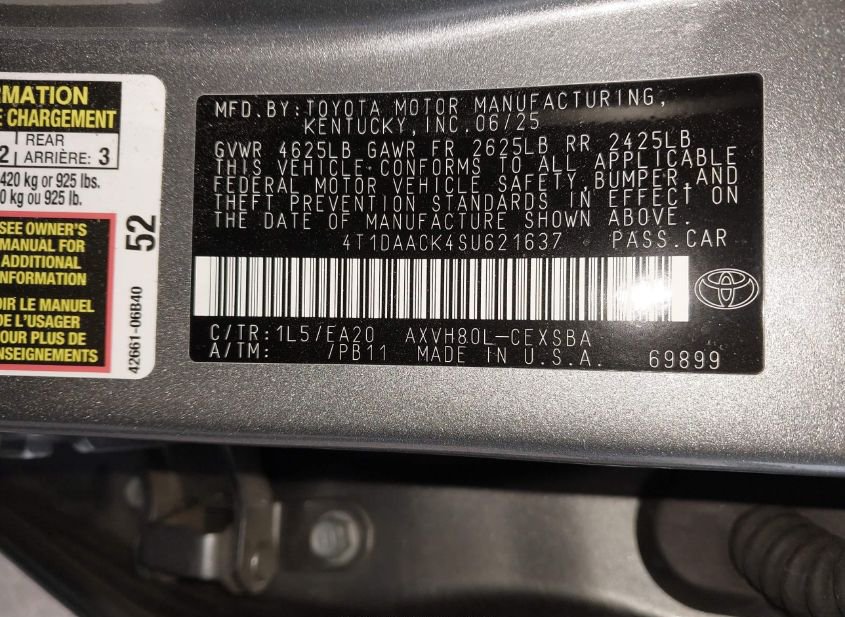 RMATION
E CHARGEMENT
2 REAR
ARRIÈRE: 3
420 kg or 925 lbs.
0 kg ou 925 lb.
SEE OWNER'S
MANUAL FOR
ADDITIONAL
INFORMATION
OIR LE MANUEL
DE L'USAGER
POUR PLUS DE
NSEIGNEMENTS
52
42661-06B40
MFD.BY:TOYOTA MOTOR MANUFACTURING,
KENTUCKY,INC.06/25
GVWR 4625LB GAWR FR 2625LB RR 2425LB
THIS VEHICLE CONFORMS TO ALL APPLICABLE
FEDERAL MOTOR VEHICLE SAFETY,BUMPER,AND
THEFT PREVENTION STANDARDS IN EFFECT ON
THE DATE OF MANUFACTURE SHOWN ABOVE.
4T1DAACK4SU621637 PASS.CAR
C/TR:1L5/EA20 AXVH80L-CEXSBA
A/TM: /PB11 MADE IN U.S.A. 69899